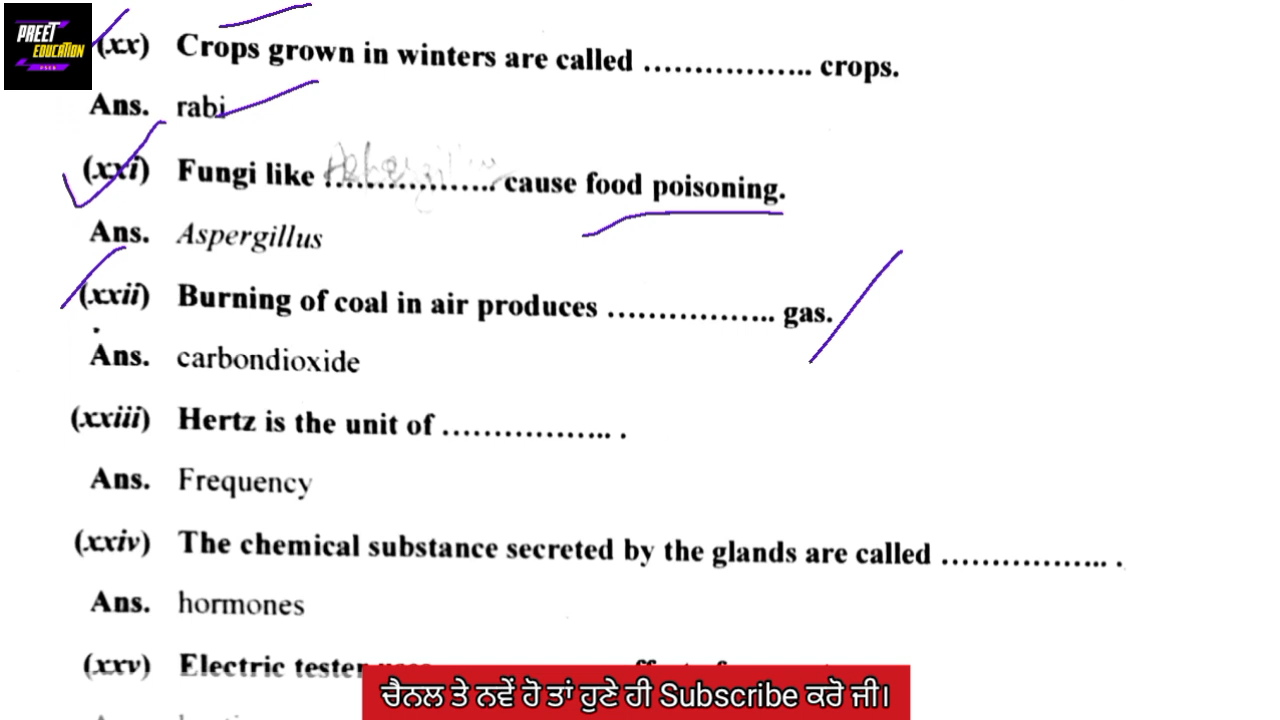 PREET
EDUCATION
(xx) Crops grown in winters are called .................. crops.
Ans. rabi
(xxi) Fungi like .................. cause food poisoning.
Ans. Aspergillus
(xxii) Burning of coal in air produces .................. gas.
Ans. carbondioxide
(xxiii) Hertz is the unit of .................. .
Ans. Frequency
(xxiv) The chemical substance secreted by the glands are called .................. .
Ans. hormones
(xxv) Electric tester
ਚੈਨਲ ਤੇ ਨਵੇਂ ਹੋ ਤਾਂ ਹੁਣੇ ਹੀ Subscribe ਕਰੋ ਜੀ।